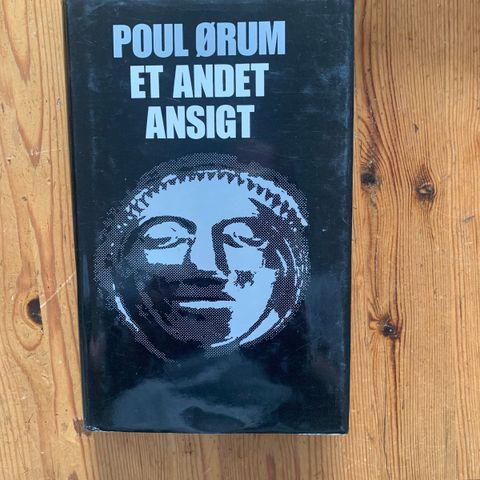 POUL ØRUM
ET ANDET
ANSIGT